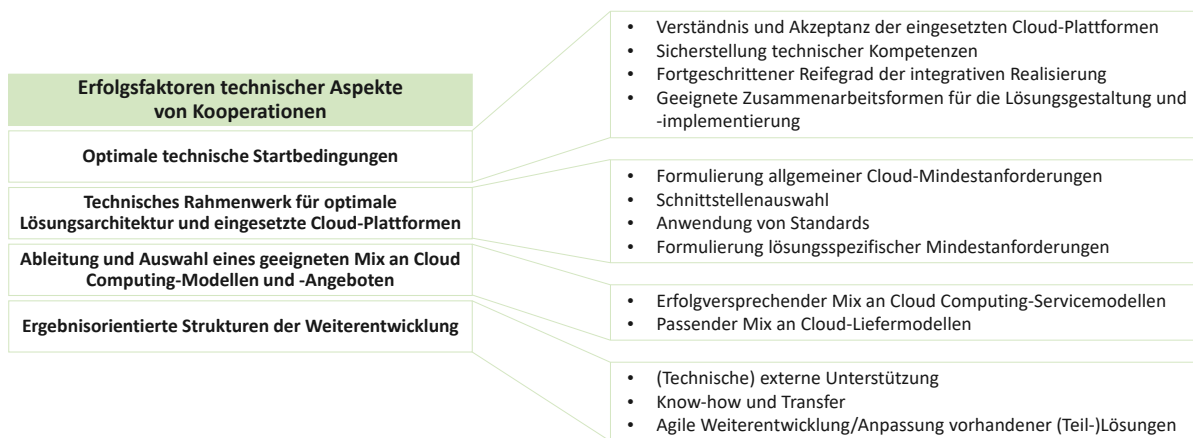 Erfolgsfaktoren technischer Aspekte
von Kooperationen
Optimale technische Startbedingungen
Technisches Rahmenwerk für optimale
Lösungsarchitektur und eingesetzte Cloud-Plattformen
Ableitung und Auswahl eines geeigneten Mix an Cloud
Computing-Modellen und -Angeboten
Ergebnisorientierte Strukturen der Weiterentwicklung
• Verständnis und Akzeptanz der eingesetzten Cloud-Plattformen
• Sicherstellung technischer Kompetenzen
• Fortgeschrittener Reifegrad der integrativen Realisierung
• Geeignete Zusammenarbeitsformen für die Lösungsgestaltung und
-implementierung
• Formulierung allgemeiner Cloud-Mindestanforderungen
• Schnittstellenauswahl
• Anwendung von Standards
• Formulierung lösungsspezifischer Mindestanforderungen
• Erfolgversprechender Mix an Cloud Computing-Servicemodellen
• Passender Mix an Cloud-Liefermodellen
• (Technische) externe Unterstützung
• Know-how und Transfer
• Agile Weiterentwicklung/Anpassung vorhandener (Teil-)Lösungen